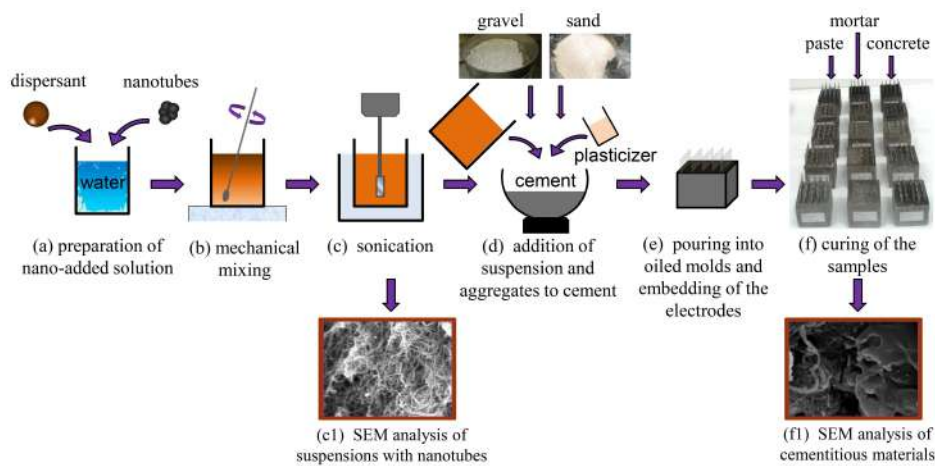 gravel
sand
mortar
paste
concrete
dispersant
nanotubes
plasticizer
water
cement
(a) preparation of
nano-added solution
(b) mechanical
mixing
(c) sonication
(d) addition of
suspension and
aggregates to cement
(e) pouring into
oiled molds and
embedding of the
electrodes
(f) curing of the
samples
(c1) SEM analysis of
suspensions with nanotubes
(f1) SEM analysis of
cementitious materials